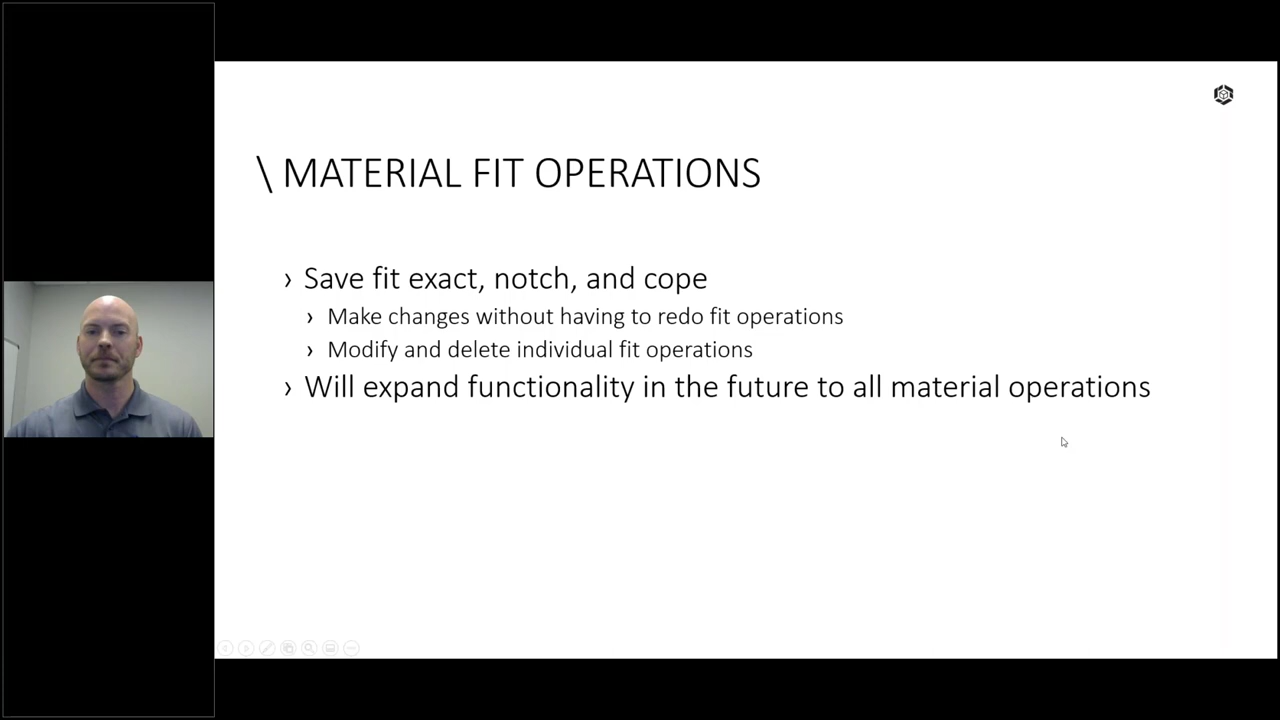 \ MATERIAL FIT OPERATIONS
› Save fit exact, notch, and cope
› Make changes without having to redo fit operations
› Modify and delete individual fit operations
› Will expand functionality in the future to all material operations